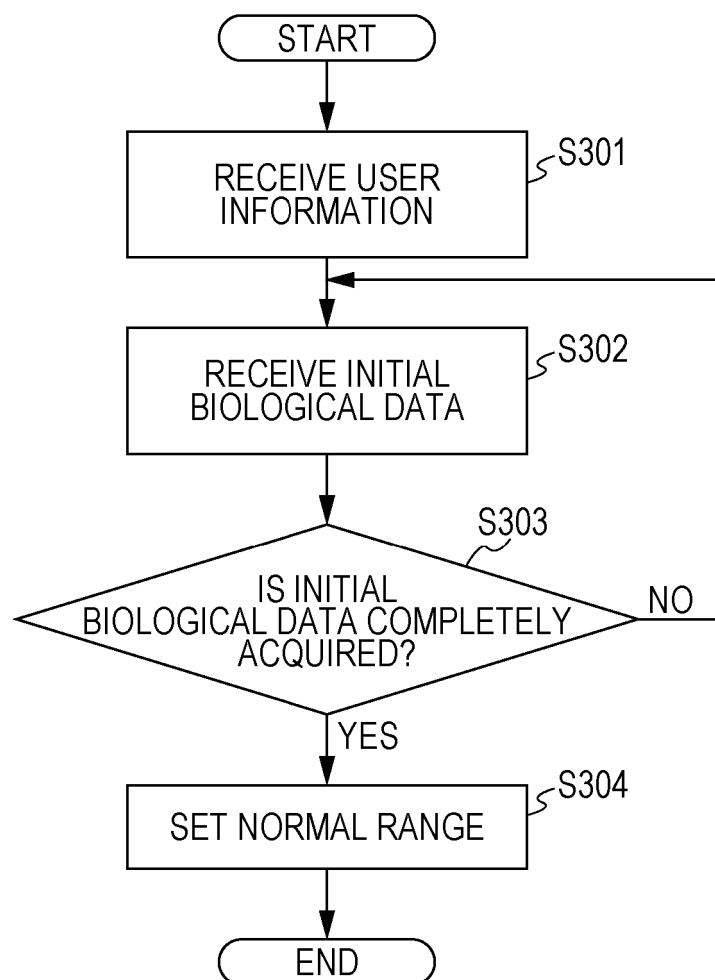 START
S301
RECEIVE USER
INFORMATION
S302
RECEIVE INITIAL
BIOLOGICAL DATA
S303
IS INITIAL
BIOLOGICAL DATA COMPLETELY
ACQUIRED?
NO
YES
S304
SET NORMAL RANGE
END